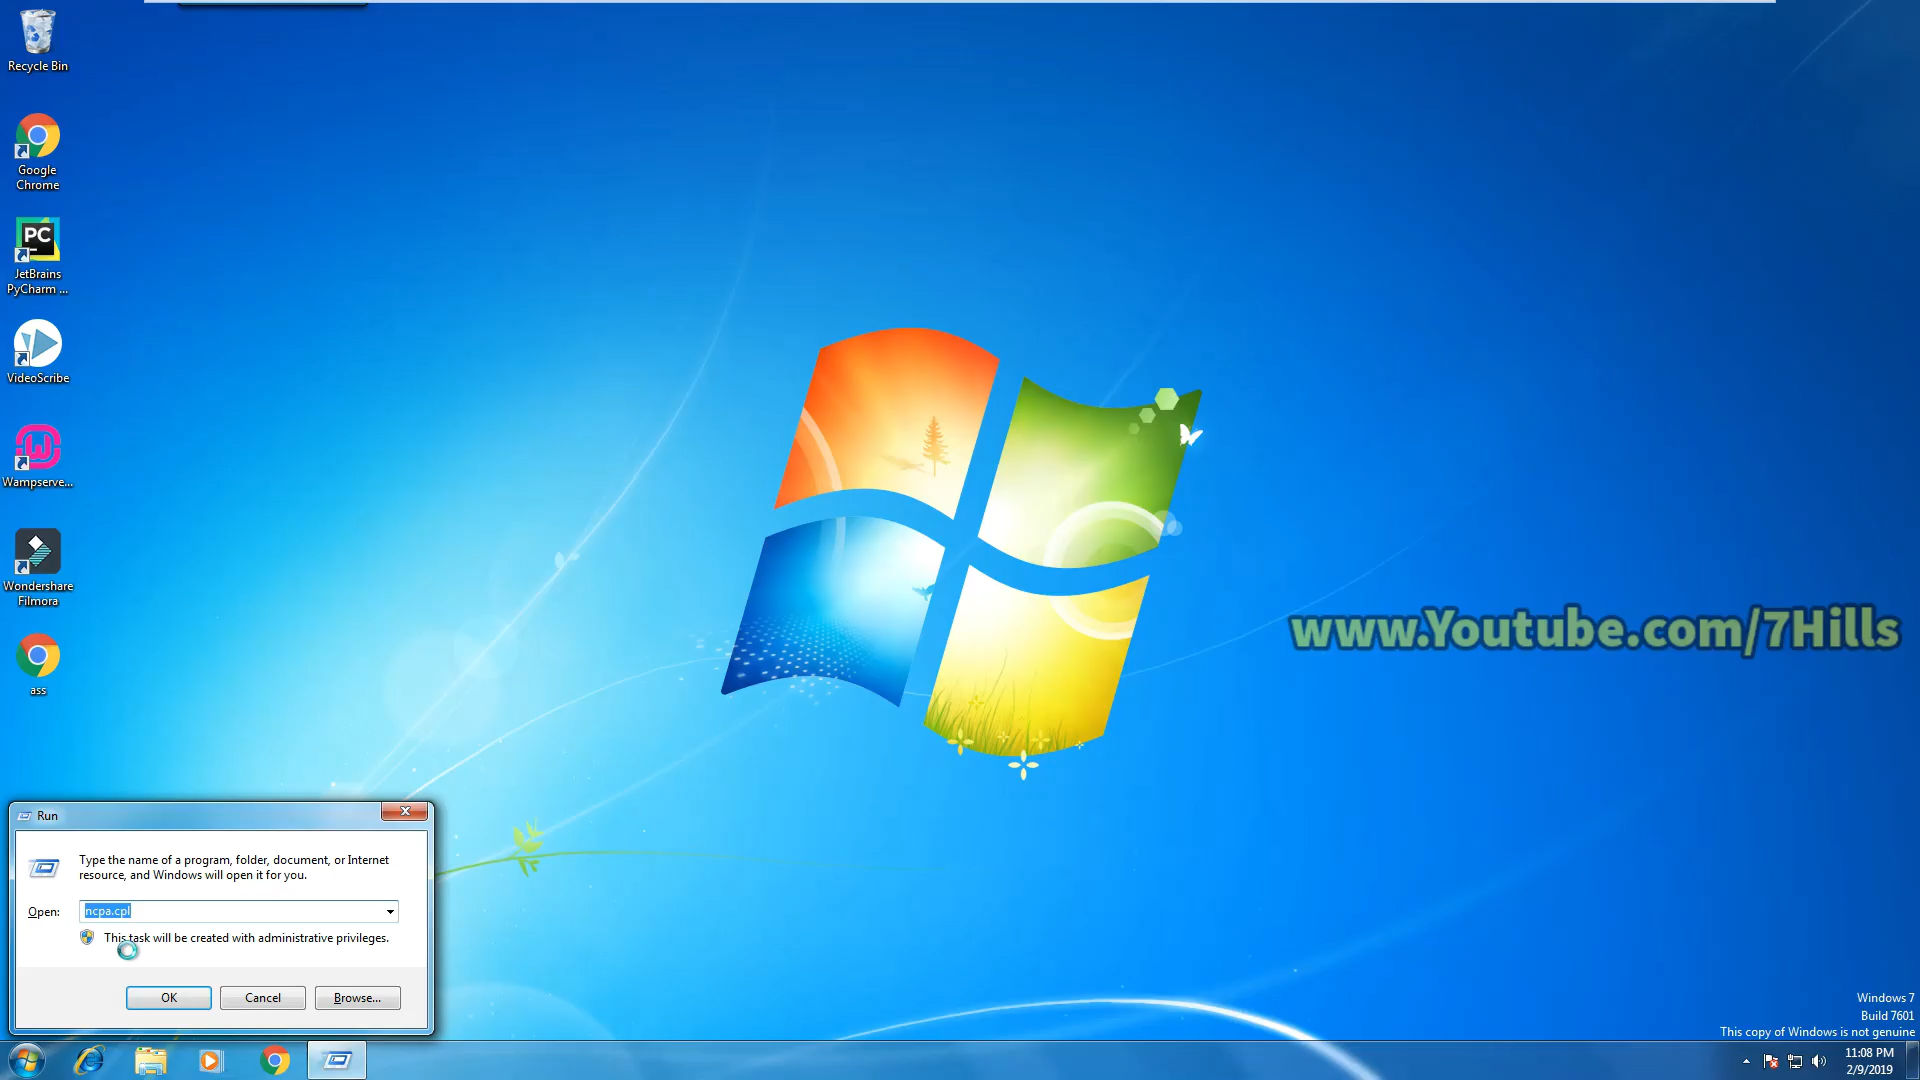 Recycle Bin
Google
Chrome
PC
JetBrains
PyCharm ...
VideoScribe
Wampserve...
Wondershare
Filmora
ass
www.Youtube.com/7Hills
Run
Type the name of a program, folder, document, or Internet
resource, and Windows will open it for you.
Open:
ncpa.cpl
This task will be created with administrative privileges.
OK
Cancel
Browse...
Windows 7
Build 7601
This copy of Windows is not genuine
11:08 PM
2/9/2019